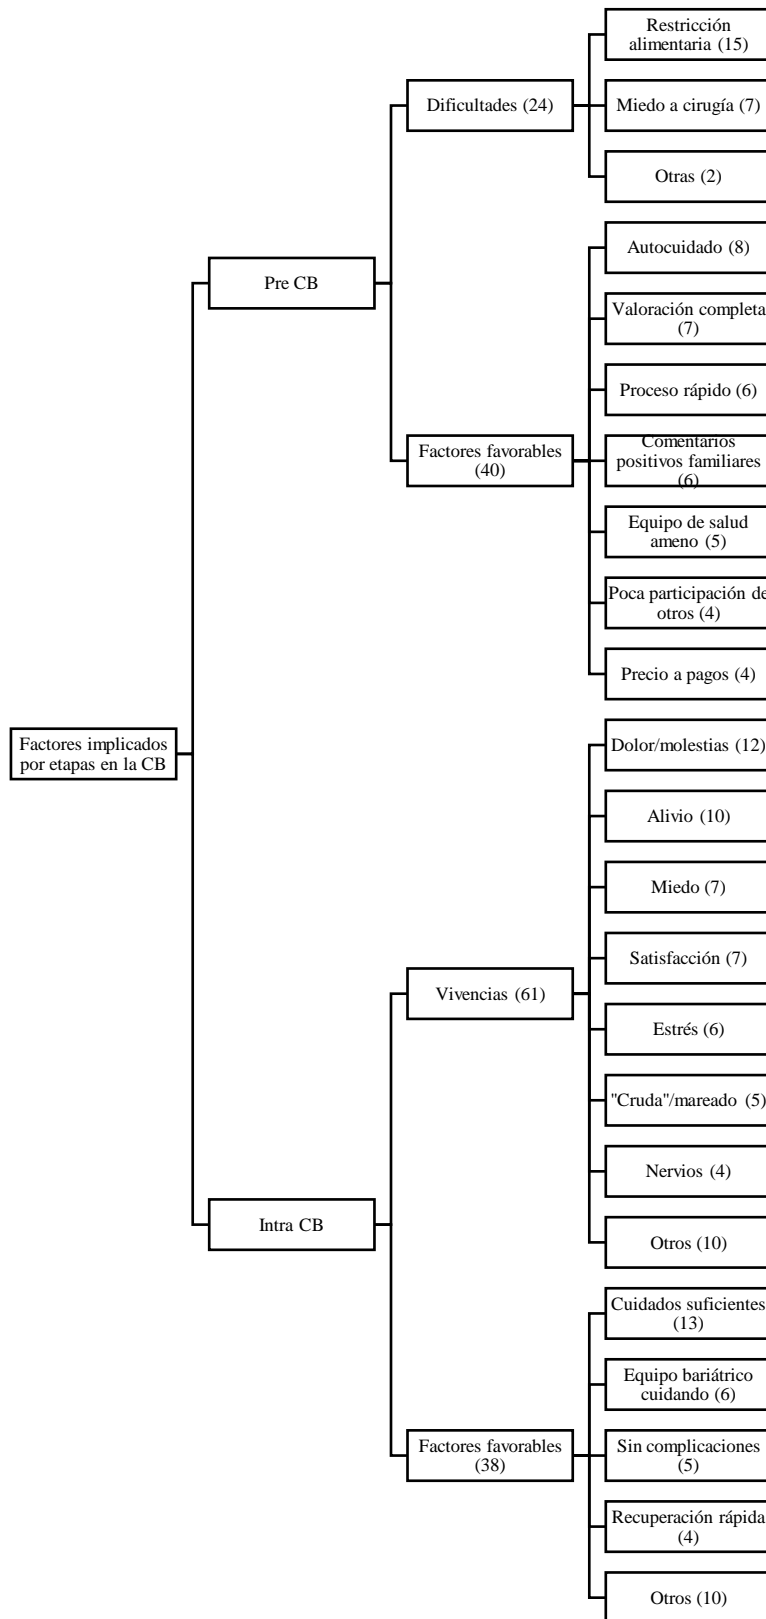 Factores implicados
por etapas en la CB
Pre CB
Dificultades (24)
Restricción
alimentaria (15)
Miedo a cirugía (7)
Otras (2)
Factores favorables
(40)
Autocuidado (8)
Valoración completa
(7)
Proceso rápido (6)
Comentarios
positivos familiares
(6)
Equipo de salud
ameno (5)
Poca participación de
otros (4)
Precio a pagos (4)
Intra CB
Vivencias (61)
Dolor/molestias (12)
Alivio (10)
Miedo (7)
Satisfacción (7)
Estrés (6)
"Cruda"/mareado (5)
Nervios (4)
Otros (10)
Factores favorables
(38)
Cuidados suficientes
(13)
Equipo bariátrico
cuidando (6)
Sin complicaciones
(5)
Recuperación rápida
(4)
Otros (10)